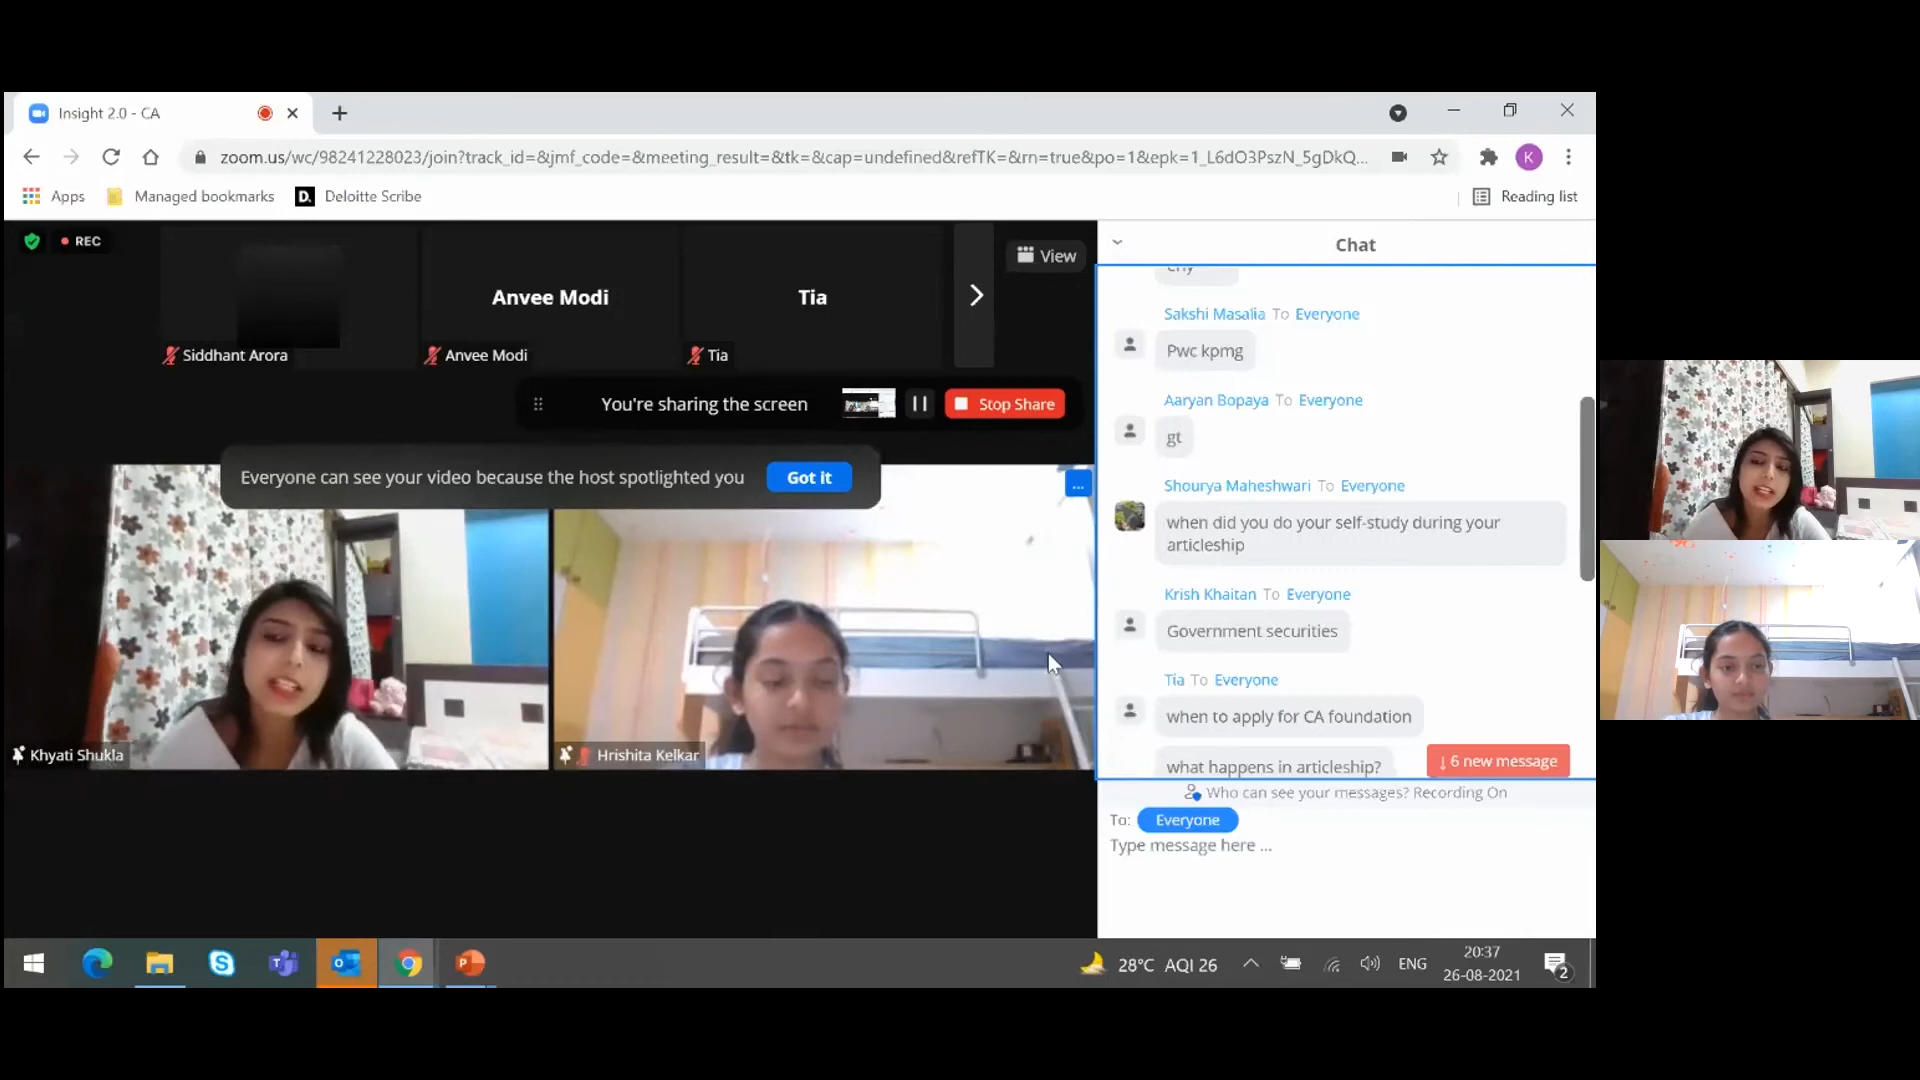 Insight 2.0 - CA
zoom.us/wc/98241228023/join?track_id=&jmf_code=&meeting_result=&tk=&cap=undefined&refTK=&rn=true&po=1&epk=1_L6dO3PszN_5gDkQ...
K
Apps
Managed bookmarks
D.
Deloitte Scribe
Reading list
REC
Anvee Modi
Tia
View
Siddhant Arora
Anvee Modi
Tia
You're sharing the screen
Stop Share
Everyone can see your video because the host spotlighted you
Got it
...
Khyati Shukla
Hrishita Kelkar
Chat
Sakshi Masalia To Everyone
Pwc kpmg
Aaryan Bopaya To Everyone
gt
Shourya Maheshwari To Everyone
when did you do your self-study during your
articleship
Krish Khaitan To Everyone
Government securities
Tia To Everyone
when to apply for CA foundation
what happens in articleship?
↓ 6 new message
Who can see your messages? Recording On
To: Everyone
Type message here ...
28°C AQI 26
ENG
20:37
26-08-2021
2